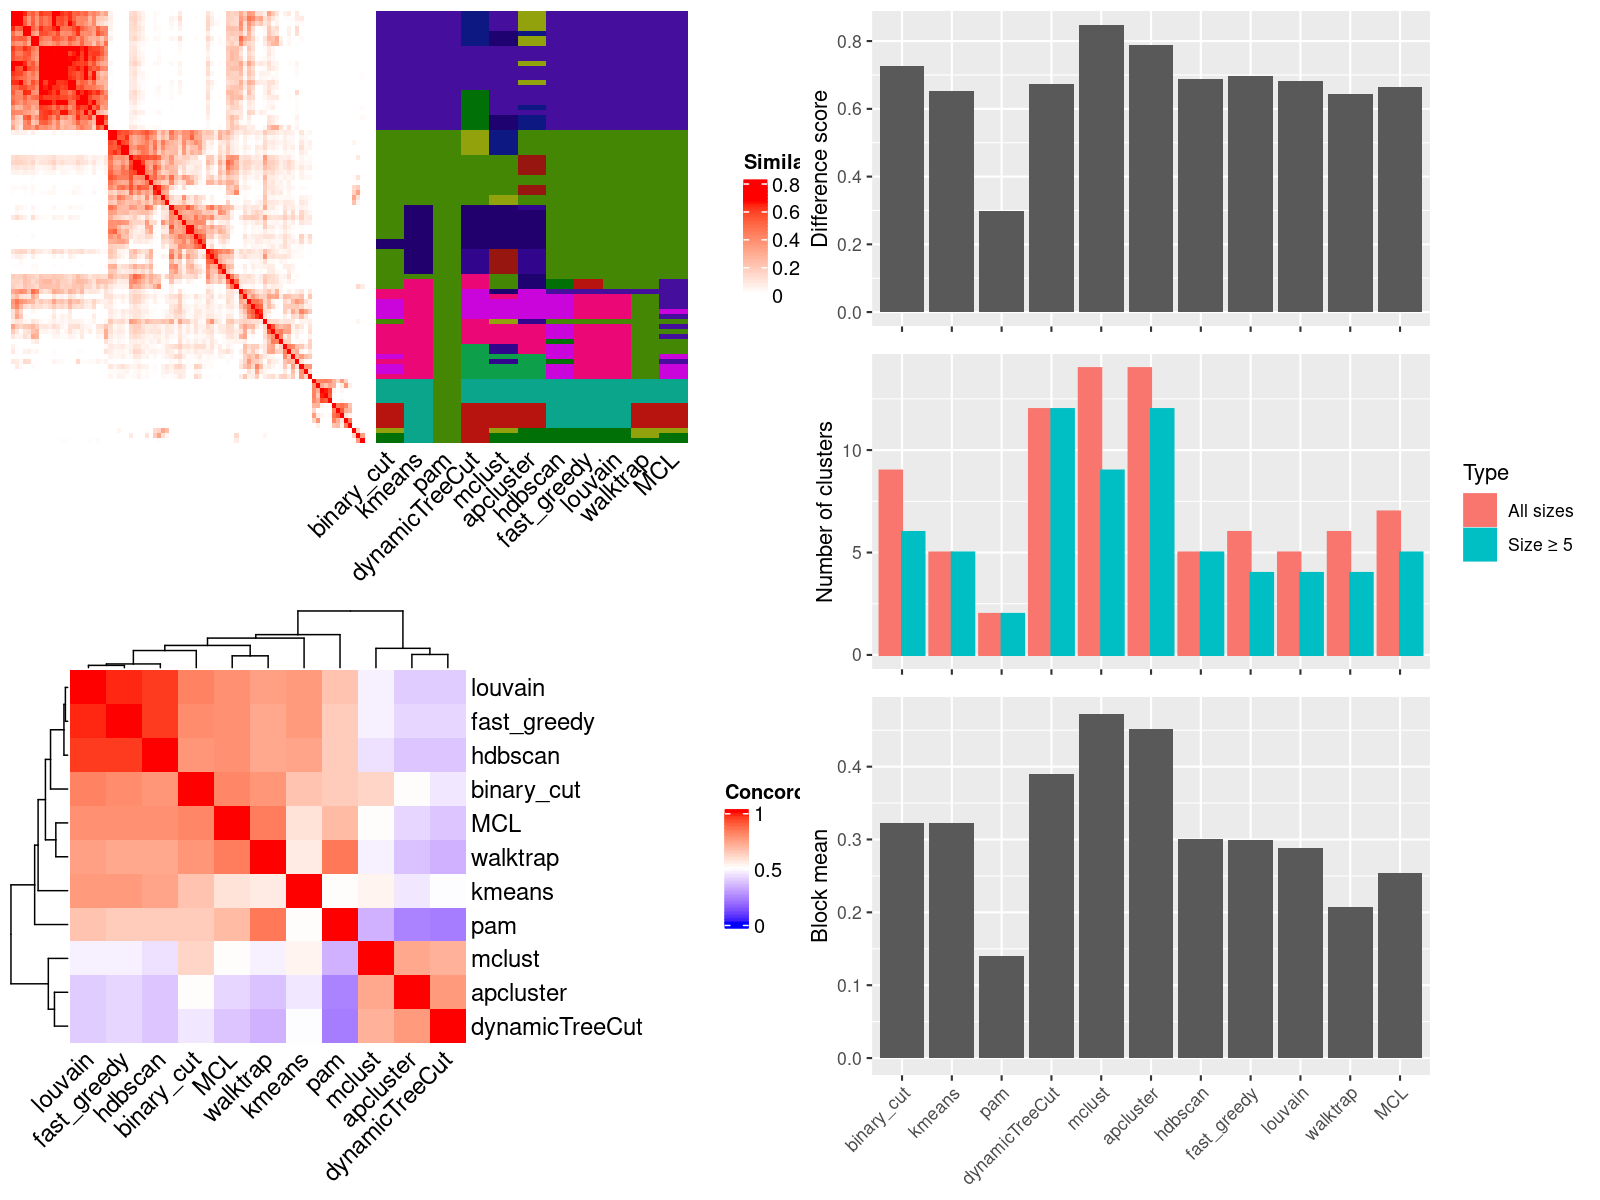 Simila
0.8
0.6
0.4
0.2
0
binary_cut
kmeans
pam
dynamicTreeCut
mclust
apcluster
hdbscan
fast_greedy
louvain
walktrap
MCL
Difference score
0.8
0.6
0.4
0.2
0.0
Number of clusters
10
5
0
Type
All sizes
Size ≥ 5
louvain
fast_greedy
hdbscan
binary_cut
MCL
walktrap
kmeans
pam
mclust
apcluster
dynamicTreeCut
louvain
fast_greedy
hdbscan
binary_cut
MCL
walktrap
kmeans
pam
mclust
apcluster
dynamicTreeCut
Concord
1
0.5
0
Block mean
0.4
0.3
0.2
0.1
0.0
binary_cut
kmeans
pam
dynamicTreeCut
mclust
apcluster
hdbscan
fast_greedy
louvain
walktrap
MCL